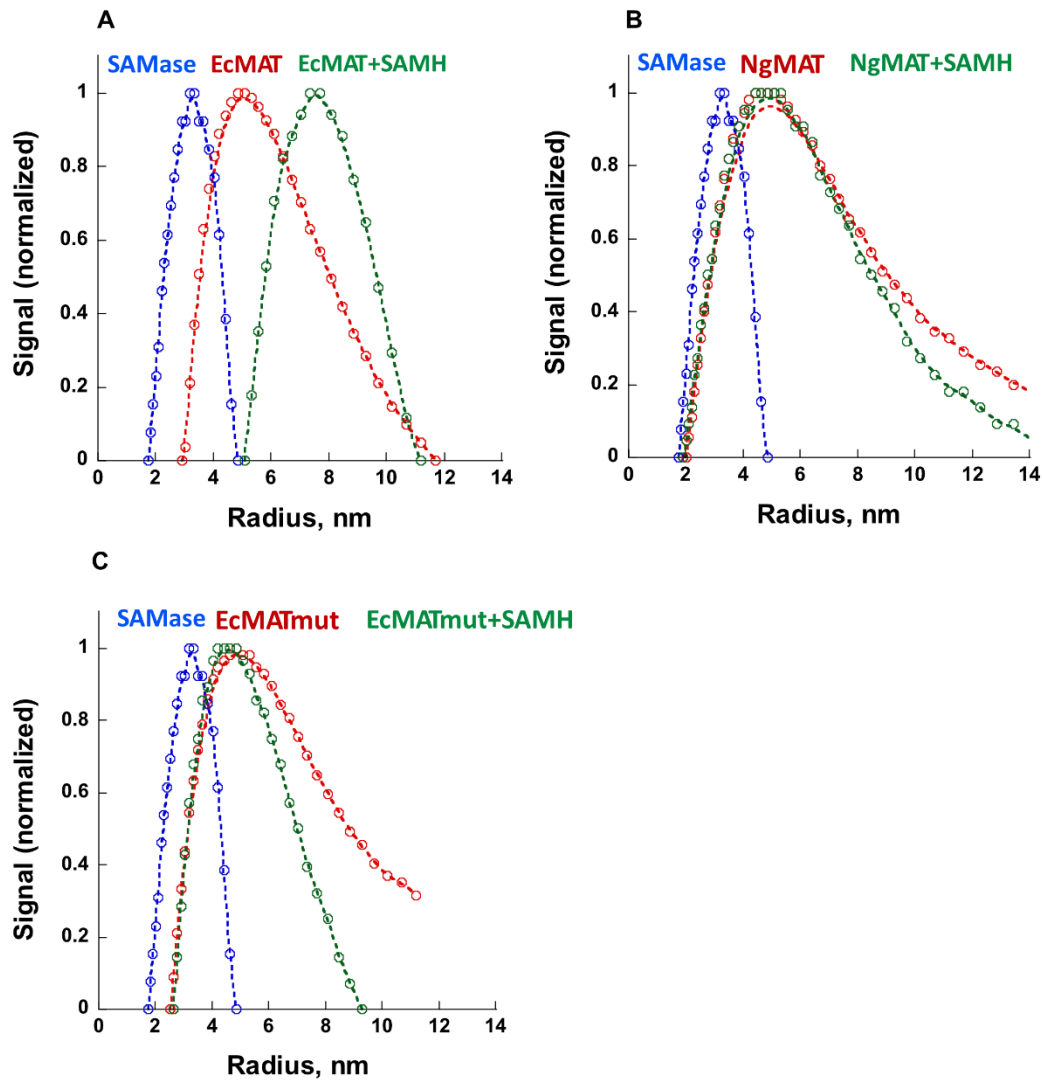 A
SAMase EcMAT EcMAT+SAMH
Signal (normalized)
1
0.8
0.6
0.4
0.2
0
0 2 4 6 8 10 12 14
Radius, nm
B
SAMase NgMAT NgMAT+SAMH
Signal (normalized)
1
0.8
0.6
0.4
0.2
0
0 2 4 6 8 10 12 14
Radius, nm
C
SAMase EcMATmut EcMATmut+SAMH
Signal (normalized)
1
0.8
0.6
0.4
0.2
0
0 2 4 6 8 10 12 14
Radius, nm